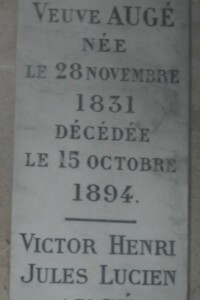 VEUVE AUGÉ
NÉE
LE 28 NOVEMBRE
1831
DÉCÉDÉE
LE 15 OCTOBRE
1894.
VICTOR HENRI
JULES LUCIEN